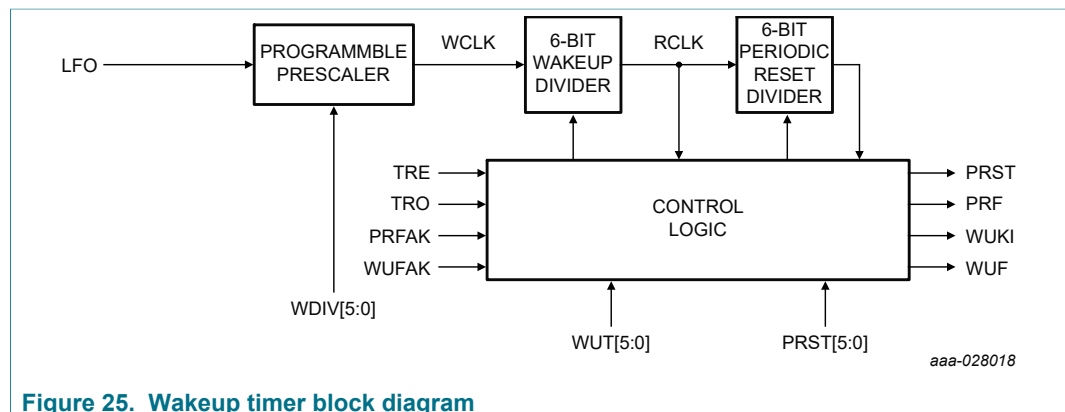 LFO
PROGRAMMBLE
PRESCALER
WCLK
6-BIT
WAKEUP
DIVIDER
RCLK
6-BIT
PERIODIC
RESET
DIVIDER
TRE
TRO
PRFAK
WUFAK
CONTROL
LOGIC
PRST
PRF
WUKI
WUF
WDIV[5:0]
WUT[5:0]
PRST[5:0]
aaa-028018
Figure 25. Wakeup timer block diagram